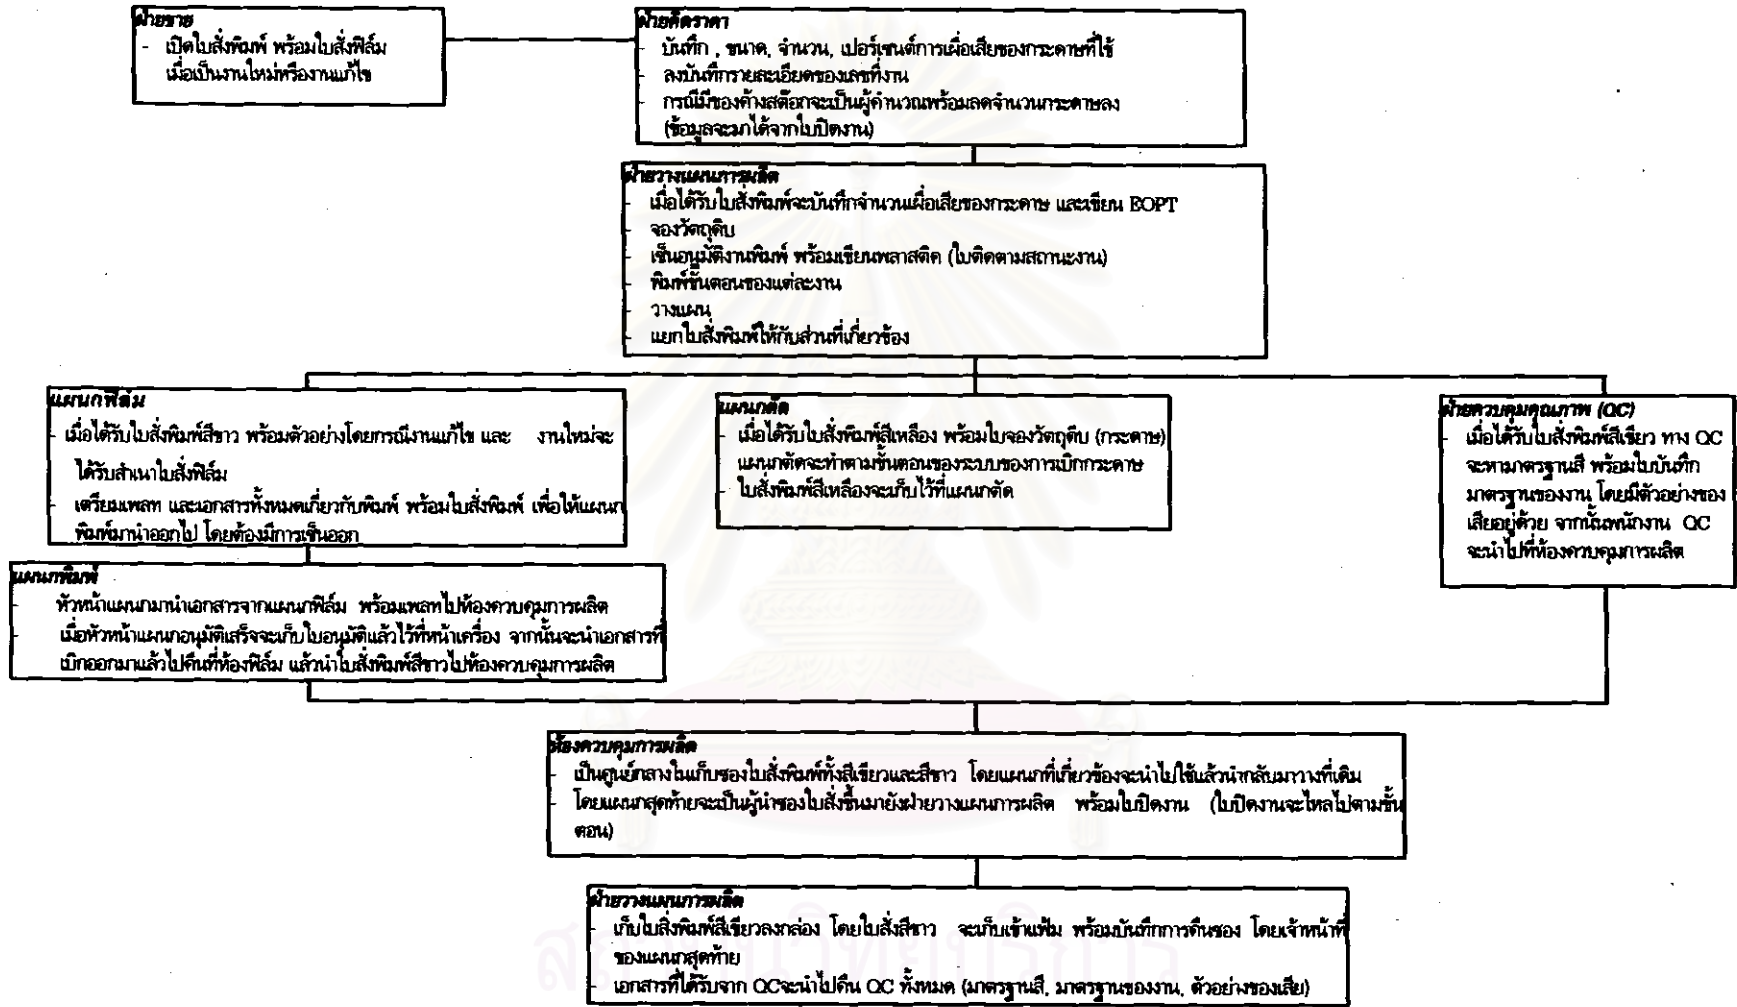 ฝ่ายขาย
- เปิดใบสั่งพิมพ์ พร้อมใบสั่งฟิล์ม
เมื่อเป็นงานใหม่หรืองานแก้ไข
ฝ่ายคิดราคา
- บันทึก , ขนาด, จำนวน, เปอร์เซนต์การเผื่อเสียของกระดาษที่ใช้
- ลงบันทึกรายละเอียดของเลขที่งาน
- กรณีมีของค้างสต๊อกจะเป็นผู้คำนวณพร้อมลดจำนวนกระดาษลง
(ข้อมูลจะมาได้จากใบปิดงาน)
ฝ่ายวางแผนการผลิต
- เมื่อได้รับใบสั่งพิมพ์จะบันทึกจำนวนเผื่อเสียของกระดาษ และเขียน EOPT
- จองวัตถุดิบ
- เซ็นอนุมัติงานพิมพ์ พร้อมเขียนพลาสติค (ใบติดตามสถานะงาน)
- พิมพ์ขั้นตอนของแต่ละงาน
- วางแผน
- แยกใบสั่งพิมพ์ให้กับส่วนที่เกี่ยวข้อง
แผนกฟิล์ม
- เมื่อได้รับใบสั่งพิมพ์สีขาว พร้อมตัวอย่างโดยกรณีงานแก้ไข และ งานใหม่จะ
ได้รับสำเนาใบสั่งฟิล์ม
- เตรียมเพลท และเอกสารทั้งหมดเกี่ยวกับพิมพ์ พร้อมใบสั่งพิมพ์ เพื่อให้แผนก
พิมพ์มานำออกไป โดยต้องมีการเซ็นออก
แผนกตัด
- เมื่อได้รับใบสั่งพิมพ์สีเหลือง พร้อมใบจองวัตถุดิบ (กระดาษ)
แผนกตัดจะทำตามขั้นตอนของระบบของการเบิกกระดาษ
- ใบสั่งพิมพ์สีเหลืองจะเก็บไว้ที่แผนกตัด
ฝ่ายควบคุมคุณภาพ (QC)
- เมื่อได้รับใบสั่งพิมพ์สีเขียว ทาง QC
จะหามาตรฐานสี พร้อมใบบันทึก
มาตรฐานของงาน โดยมีตัวอย่างของ
เสียอยู่ด้วย จากนั้นพนักงาน QC
จะนำไปที่ห้องควบคุมการผลิต
แผนกพิมพ์
- หัวหน้าแผนกมานำเอกสารจากแผนกฟิล์ม พร้อมเพลทไปห้องควบคุมการผลิต
- เมื่อหัวหน้าแผนกอนุมัติเสร็จจะเก็บใบอนุมัติแล้วไว้ที่หน้าเครื่อง จากนั้นจะนำเอกสารที่
เบิกออกมาแล้วไปคืนที่ห้องฟิล์ม แล้วนำใบสั่งพิมพ์สีขาวไปห้องควบคุมการผลิต
ห้องควบคุมการผลิต
- เป็นศูนย์กลางในเก็บซองใบสั่งพิมพ์ทั้งสีเขียวและสีขาว โดยแผนกที่เกี่ยวข้องจะนำไปใช้แล้วนำกลับมาวางที่เดิม
- โดยแผนกสุดท้ายจะเป็นผู้นำซองใบสั่งขึ้นมายังฝ่ายวางแผนการผลิต พร้อมใบปิดงาน (ใบปิดงานจะไหลไปตามขั้น
ตอน)
ฝ่ายวางแผนการผลิต
- เก็บใบสั่งพิมพ์สีเขียวลงกล่อง โดยใบสั่งสีขาว จะเก็บเข้าแฟ้ม พร้อมบันทึกการคืนซอง โดยเจ้าหน้าที่
ของแผนกสุดท้าย
- เอกสารที่ได้รับจาก QCจะนำไปคืน QC ทั้งหมด (มาตรฐานสี, มาตรฐานของงาน, ตัวอย่างของเสีย)